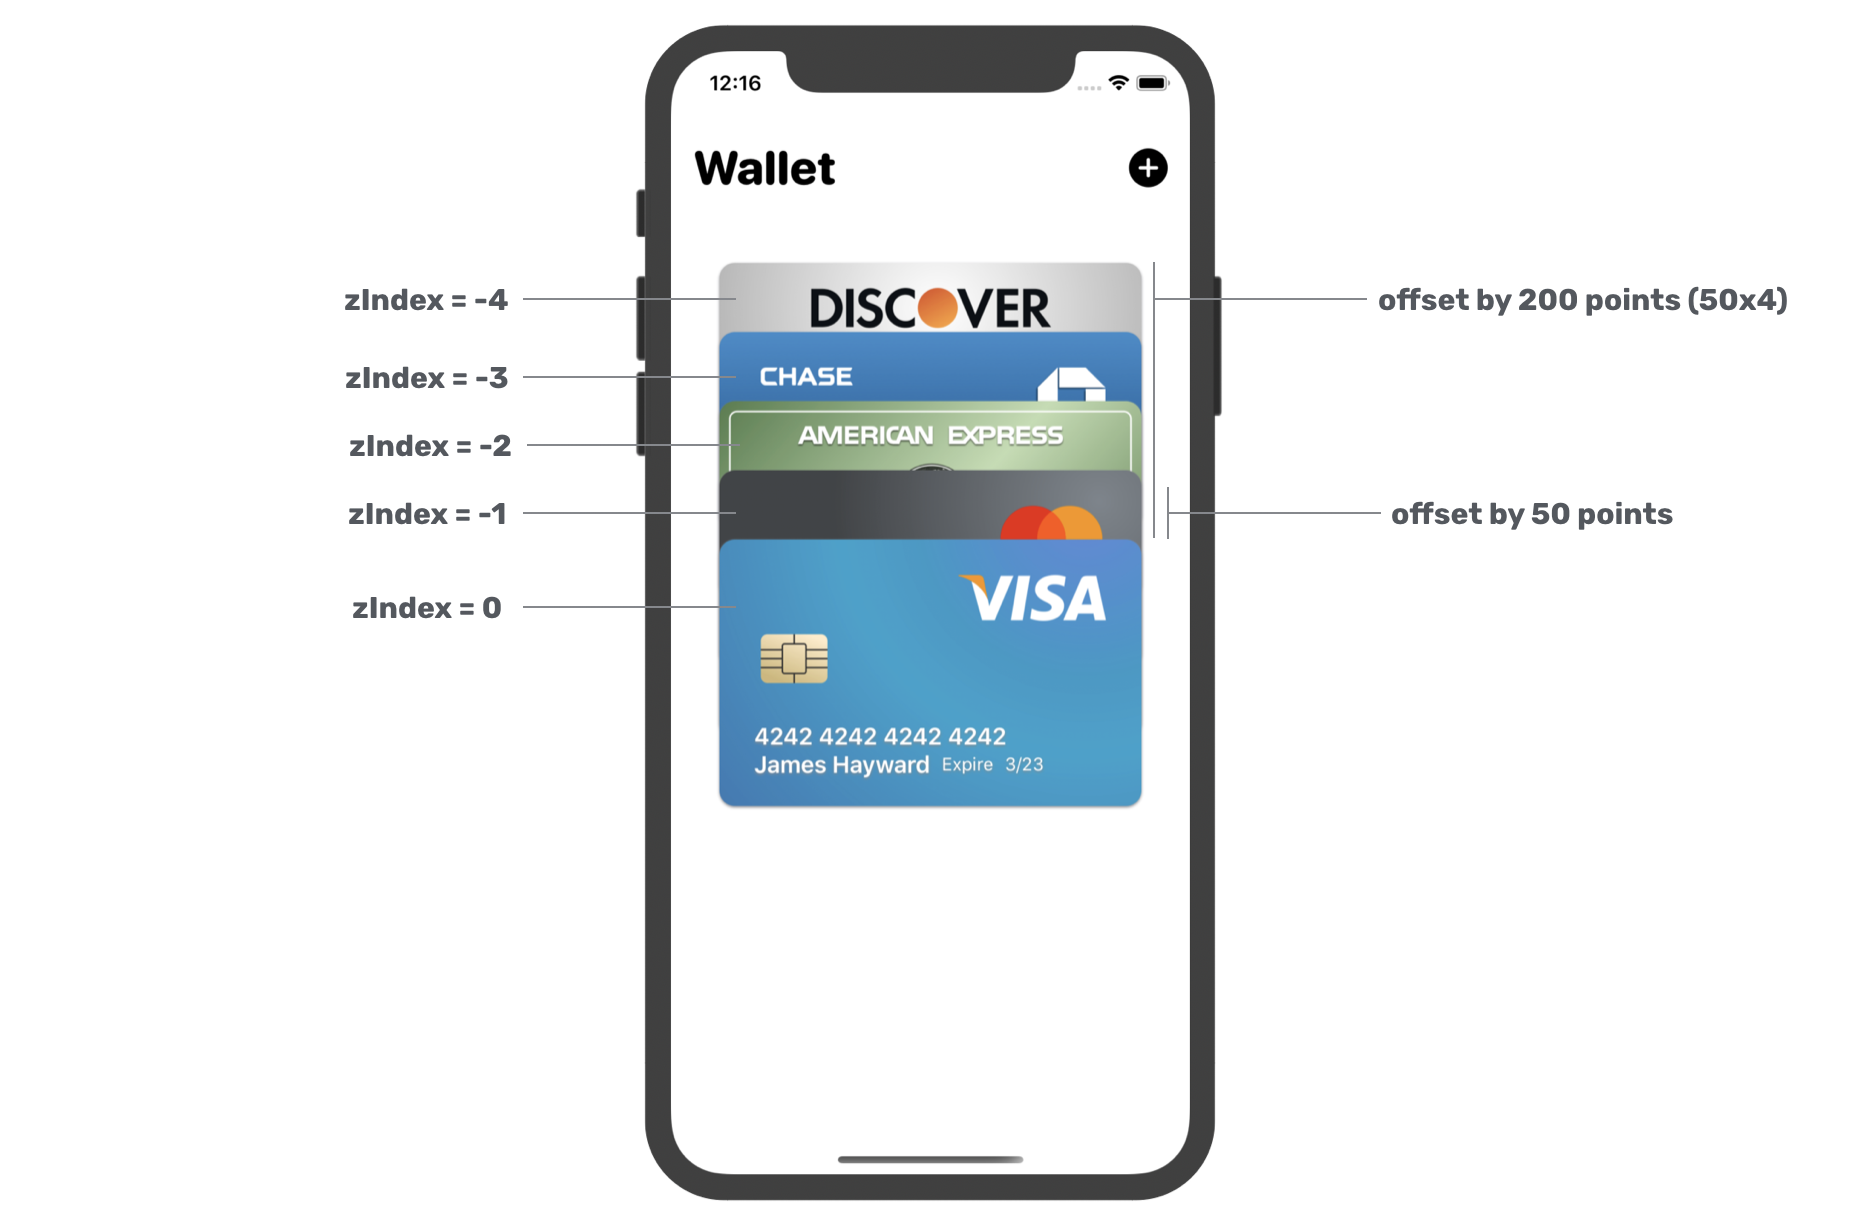 12:16
Wallet
zIndex = -4
DISCOVER
offset by 200 points (50x4)
zIndex = -3
CHASE
zIndex = -2
AMERICAN EXPRESS
zIndex = -1
offset by 50 points
zIndex = 0
VISA
4242 4242 4242 4242
James Hayward Expire 3/23